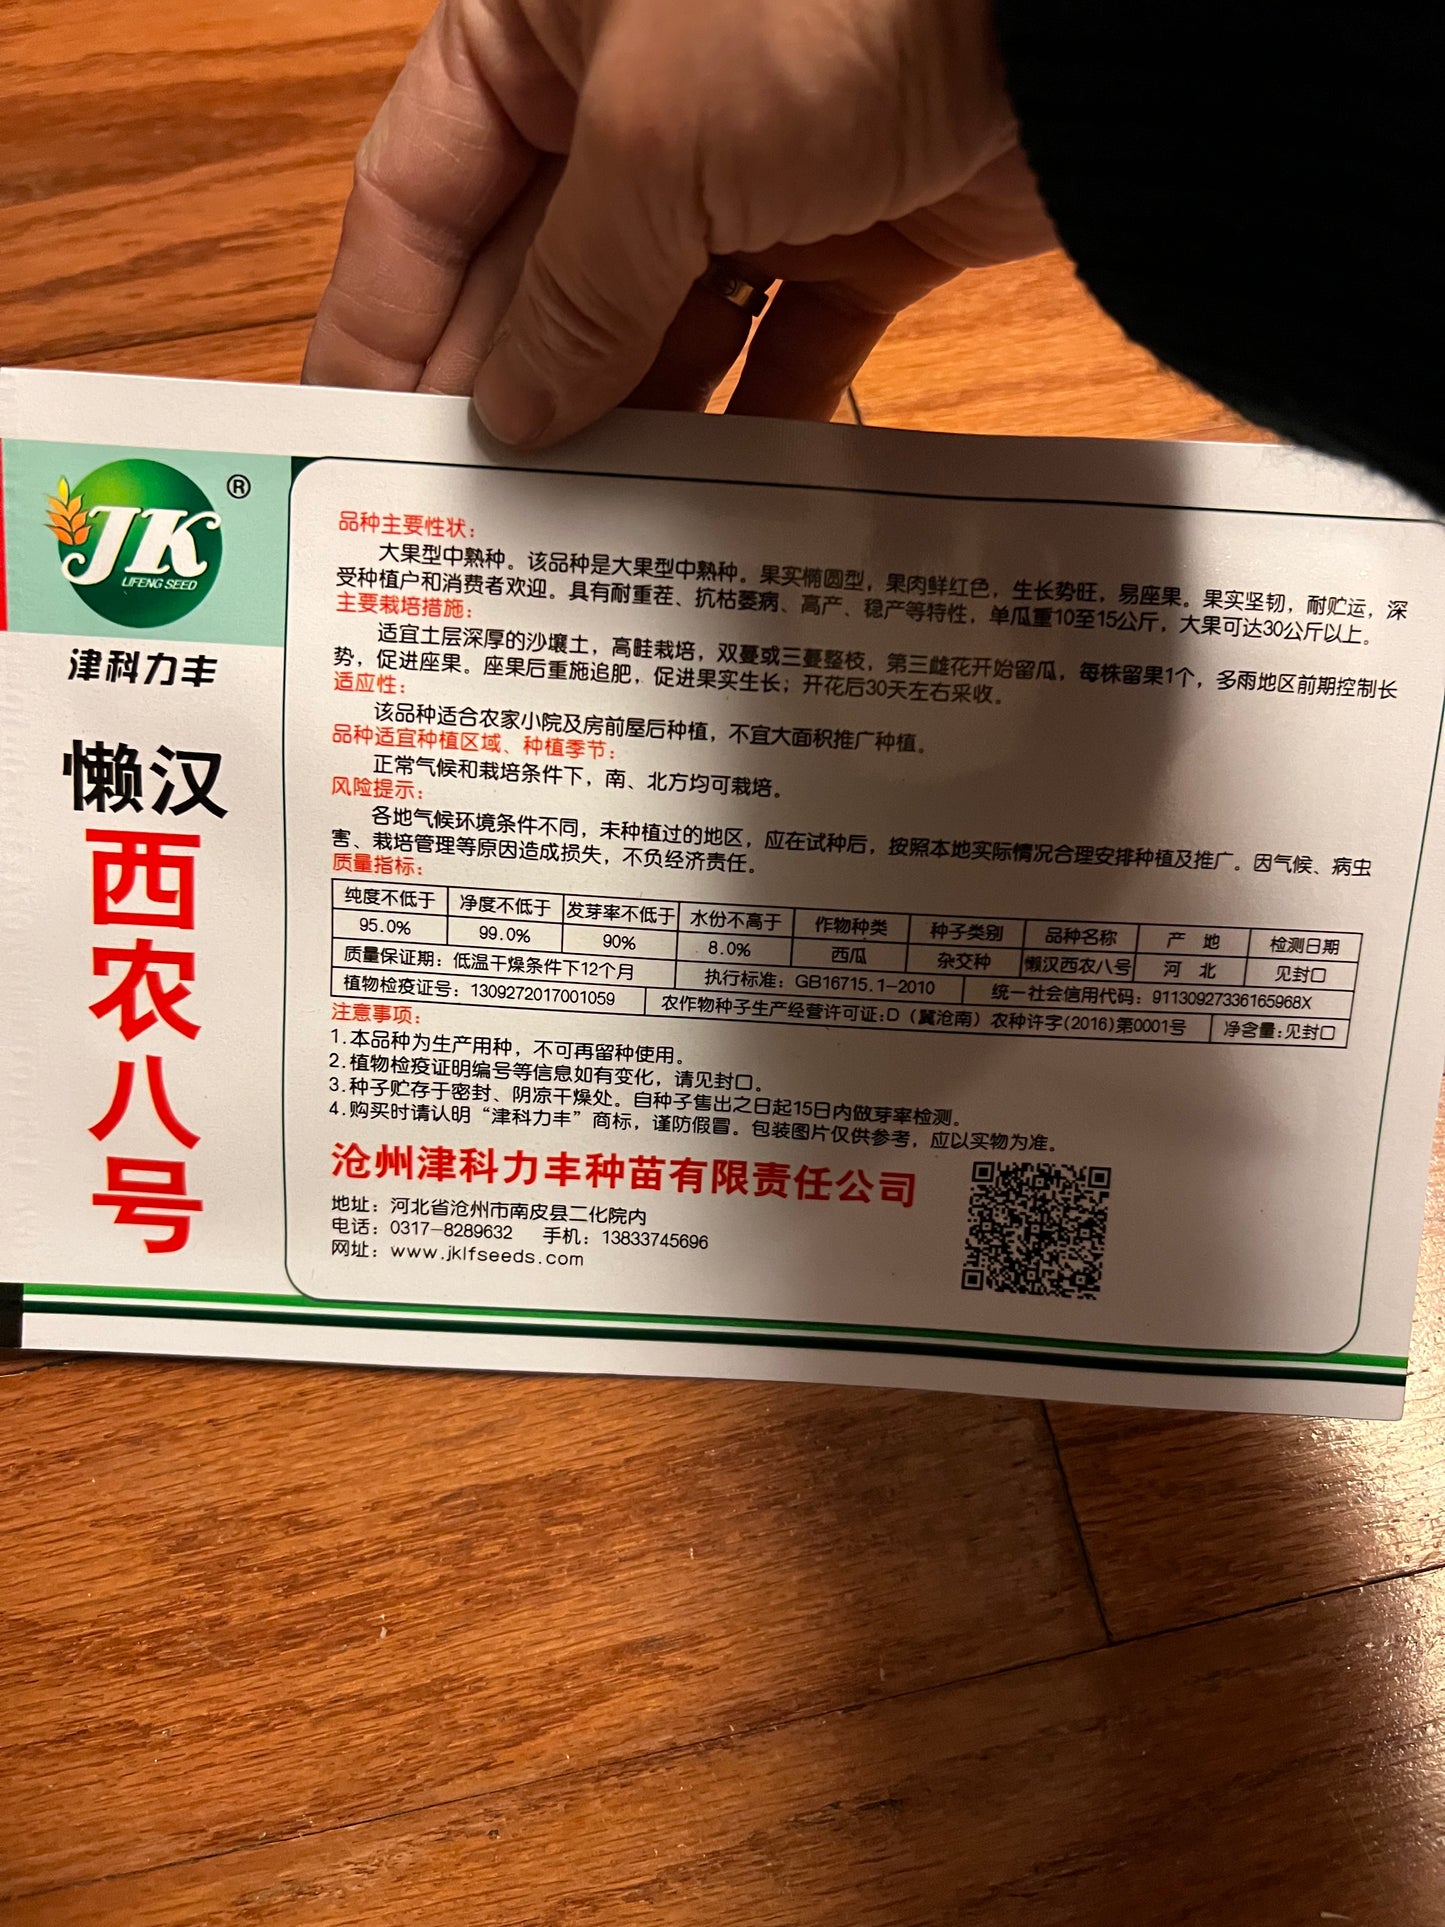 JK
®
LIFENG SEED
津科力丰
懒汉
西农八号
品种主要性状：
大果型中熟种。该品种是大果型中熟种。果实椭圆型，果肉鲜红色，生长势旺，易座果。果实坚韧，耐贮运，深
受种植户和消费者欢迎。具有耐重茬、抗枯萎病、高产、稳产等特性，单瓜重10至15公斤，大果可达30公斤以上。
主要栽培措施：
适宜土层深厚的沙壤土，高畦栽培，双蔓或三蔓整枝，第三雌花开始留瓜，每株留果1个，多雨地区前期控制长
势，促进座果。座果后重施追肥，促进果实生长；开花后30天左右采收。
适应性：
该品种适合农家小院及房前屋后种植，不宜大面积推广种植。
品种适宜种植区域、种植季节：
正常气候和栽培条件下，南、北方均可栽培。
风险提示：
各地气候环境条件不同，未种植过的地区，应在试种后，按照本地实际情况合理安排种植及推广。因气候、病虫
害、栽培管理等原因造成损失，不负经济责任。
质量指标：
纯度不低于 净度不低于 发芽率不低于 水份不高于 作物种类 种子类别 品种名称 产 地 检测日期
95.0% 99.0% 90% 8.0% 西瓜 杂交种 懒汉西农八号 河 北 见封口
质量保证期：低温干燥条件下12个月 执行标准：GB16715.1-2010 统一社会信用代码：91130927336165968X
植物检疫证号：1309272017001059 农作物种子生产经营许可证:D（冀沧南）农种许字(2016)第0001号 净含量:见封口
注意事项：
1.本品种为生产用种，不可再留种使用。
2.植物检疫证明编号等信息如有变化，请见封口。
3.种子贮存于密封、阴凉干燥处。自种子售出之日起15日内做芽率检测。
4.购买时请认明“津科力丰”商标，谨防假冒。包装图片仅供参考，应以实物为准。
沧州津科力丰种苗有限责任公司
地址：河北省沧州市南皮县二化院内
电话：0317-8289632 手机：13833745696
网址：www.jklfseeds.com